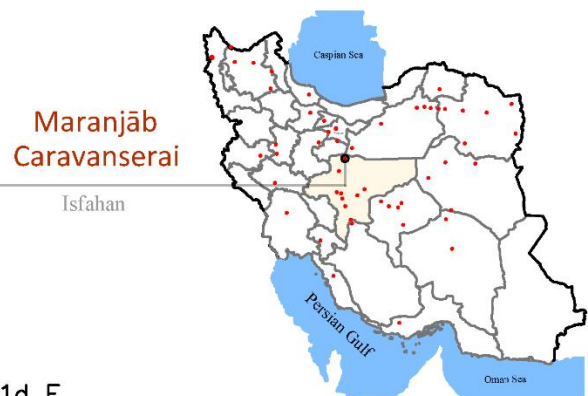 Maranjāb
Caravanserai
Isfahan
Caspian Sea
Persian Gulf
Oman Sea